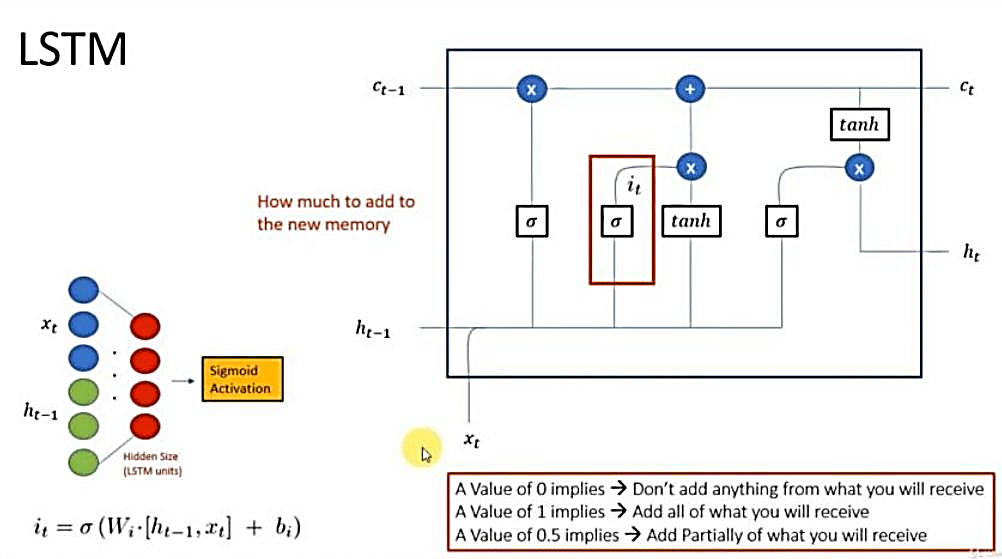 LSTM
c_{t−1}
x
+
c_t
tanh
x
i_t
x
How much to add to
the new memory
σ
σ
tanh
σ
h_t
x_t
h_{t−1}
Sigmoid
Activation
h_{t−1}
Hidden Size
(LSTM units)
x_t
i_t = σ (W_i·[h_{t−1}, x_t] + b_i)
A Value of 0 implies → Don't add anything from what you will receive
A Value of 1 implies → Add all of what you will receive
A Value of 0.5 implies → Add Partially of what you will receive